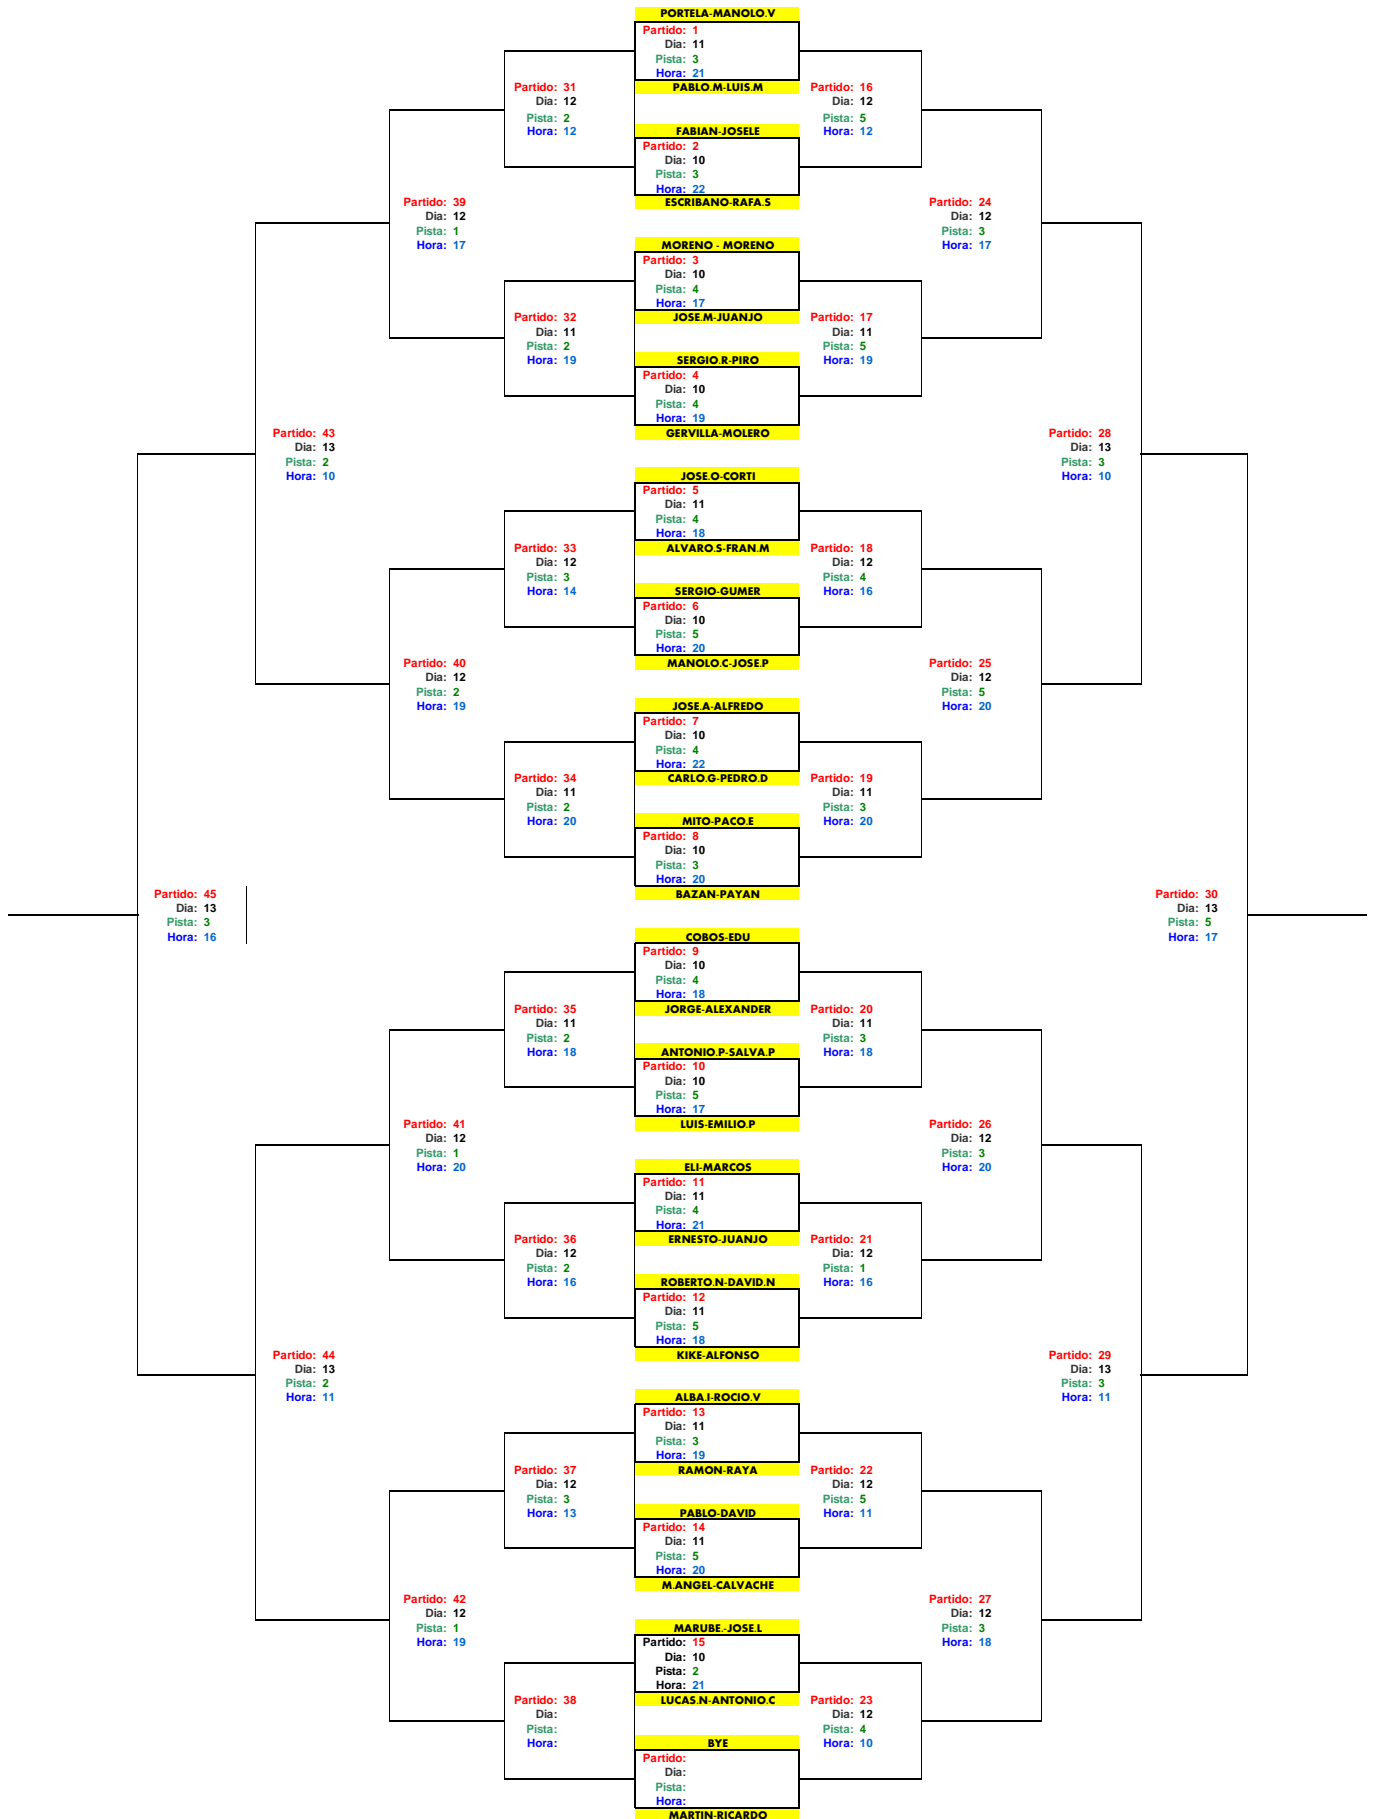 PORTELA-MANOLO.V
Partido: 1
Dia: 11
Pista: 3
Hora: 21
PABLO.M-LUIS.M
Partido: 31
Dia: 12
Pista: 2
Hora: 12
Partido: 16
Dia: 12
Pista: 5
Hora: 12
FABIAN-JOSELE
Partido: 2
Dia: 10
Pista: 3
Hora: 22
ESCRIBANO-RAFA.S
Partido: 39
Dia: 12
Pista: 1
Hora: 17
Partido: 24
Dia: 12
Pista: 3
Hora: 17
MORENO - MORENO
Partido: 3
Dia: 10
Pista: 4
Hora: 17
JOSE.M-JUANJO
Partido: 32
Dia: 11
Pista: 2
Hora: 19
Partido: 17
Dia: 11
Pista: 5
Hora: 19
SERGIO.R-PIRO
Partido: 4
Dia: 10
Pista: 4
Hora: 19
GERVILLA-MOLERO
Partido: 43
Dia: 13
Pista: 2
Hora: 10
Partido: 28
Dia: 13
Pista: 3
Hora: 10
JOSE.O-CORTI
Partido: 5
Dia: 11
Pista: 4
Hora: 18
ALVARO.S-FRAN.M
Partido: 33
Dia: 12
Pista: 3
Hora: 14
Partido: 18
Dia: 12
Pista: 4
Hora: 16
SERGIO-GUMER
Partido: 6
Dia: 10
Pista: 5
Hora: 20
MANOLO.C-JOSE.P
Partido: 40
Dia: 12
Pista: 2
Hora: 19
Partido: 25
Dia: 12
Pista: 5
Hora: 20
JOSE.A-ALFREDO
Partido: 7
Dia: 10
Pista: 4
Hora: 22
CARLO.G-PEDRO.D
Partido: 34
Dia: 11
Pista: 2
Hora: 20
Partido: 19
Dia: 11
Pista: 3
Hora: 20
MITO-PACO.E
Partido: 8
Dia: 10
Pista: 3
Hora: 20
BAZAN-PAYAN
Partido: 45
Dia: 13
Pista: 3
Hora: 16
Partido: 30
Dia: 13
Pista: 5
Hora: 17
COBOS-EDU
Partido: 9
Dia: 10
Pista: 4
Hora: 18
JORGE-ALEXANDER
Partido: 35
Dia: 11
Pista: 2
Hora: 18
Partido: 20
Dia: 11
Pista: 3
Hora: 18
ANTONIO.P-SALVA.P
Partido: 10
Dia: 10
Pista: 5
Hora: 17
LUIS-EMILIO.P
Partido: 41
Dia: 12
Pista: 1
Hora: 20
Partido: 26
Dia: 12
Pista: 3
Hora: 20
ELI-MARCOS
Partido: 11
Dia: 11
Pista: 4
Hora: 21
ERNESTO-JUANJO
Partido: 36
Dia: 12
Pista: 2
Hora: 16
Partido: 21
Dia: 12
Pista: 1
Hora: 16
ROBERTO.N-DAVID.N
Partido: 12
Dia: 11
Pista: 5
Hora: 18
KIKE-ALFONSO
Partido: 44
Dia: 13
Pista: 2
Hora: 11
Partido: 29
Dia: 13
Pista: 3
Hora: 11
ALBA.I-ROCIO.V
Partido: 13
Dia: 11
Pista: 3
Hora: 19
RAMON-RAYA
Partido: 37
Dia: 12
Pista: 3
Hora: 13
Partido: 22
Dia: 12
Pista: 5
Hora: 11
PABLO-DAVID
Partido: 14
Dia: 11
Pista: 5
Hora: 20
M.ANGEL-CALVACHE
Partido: 42
Dia: 12
Pista: 1
Hora: 19
Partido: 27
Dia: 12
Pista: 3
Hora: 18
MARUBE.-JOSE.L
Partido: 15
Dia: 10
Pista: 2
Hora: 21
LUCAS.N-ANTONIO.C
Partido: 38
Dia:
Pista:
Hora:
Partido: 23
Dia: 12
Pista: 4
Hora: 10
BYE
Partido:
Dia:
Pista:
Hora:
MARTIN-RICARDO